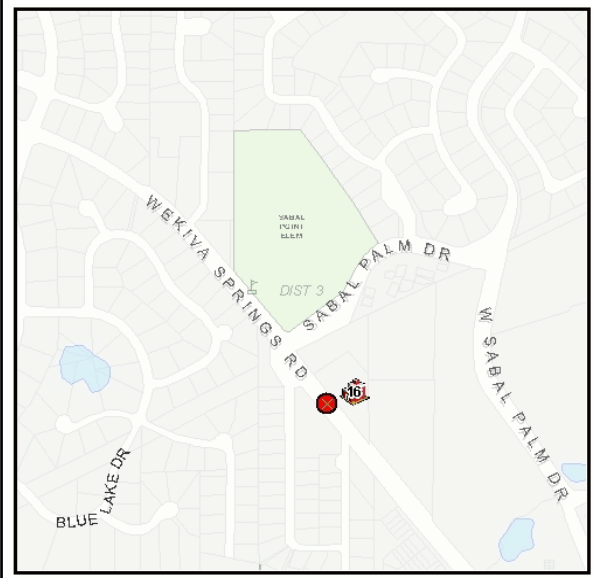 WEKIVA SPRINGS RD
SABAL
POINT
ELEM
DIST 3
SABAL PALM DR
16
W SABAL PALM DR
BLUE LAKE DR